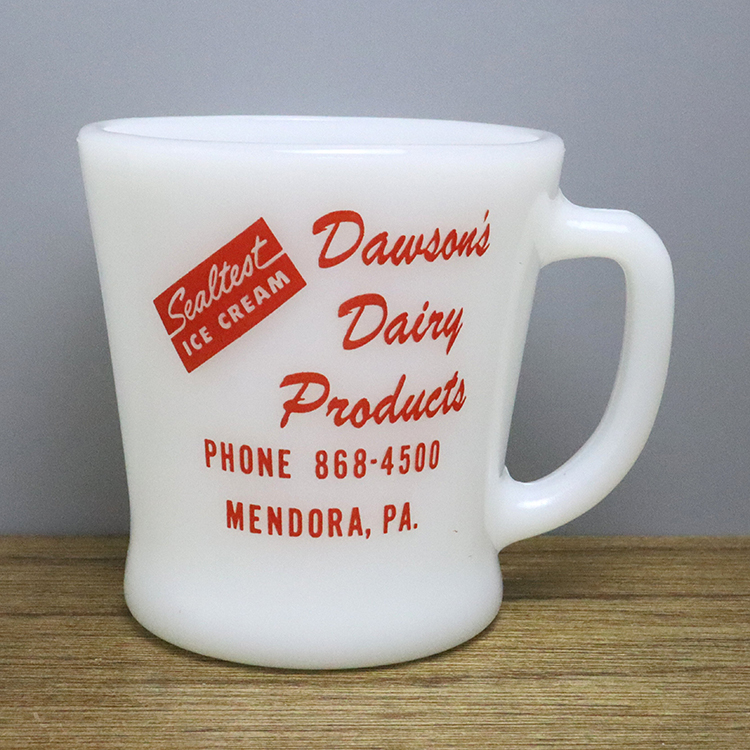 Sealtest
ICE CREAM
Dawson's
Dairy
Products
PHONE 868-4500
MENDORA, PA.